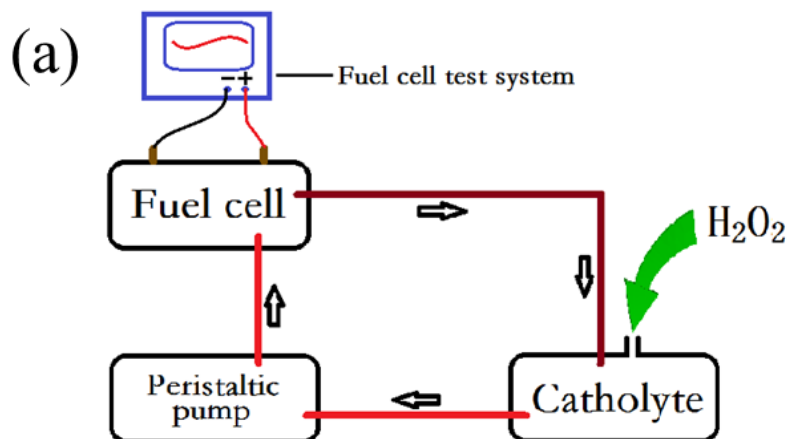 (a)
− +
Fuel cell test system
Fuel cell
H₂O₂
Peristaltic
pump
Catholyte